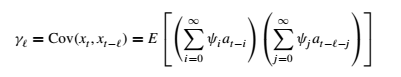 γ_ℓ = Cov(x_t, x_{t−ℓ}) = E[(∑_{i=0}^{∞} ψ_i a_{t−i})(∑_{j=0}^{∞} ψ_j a_{t−ℓ−j})]